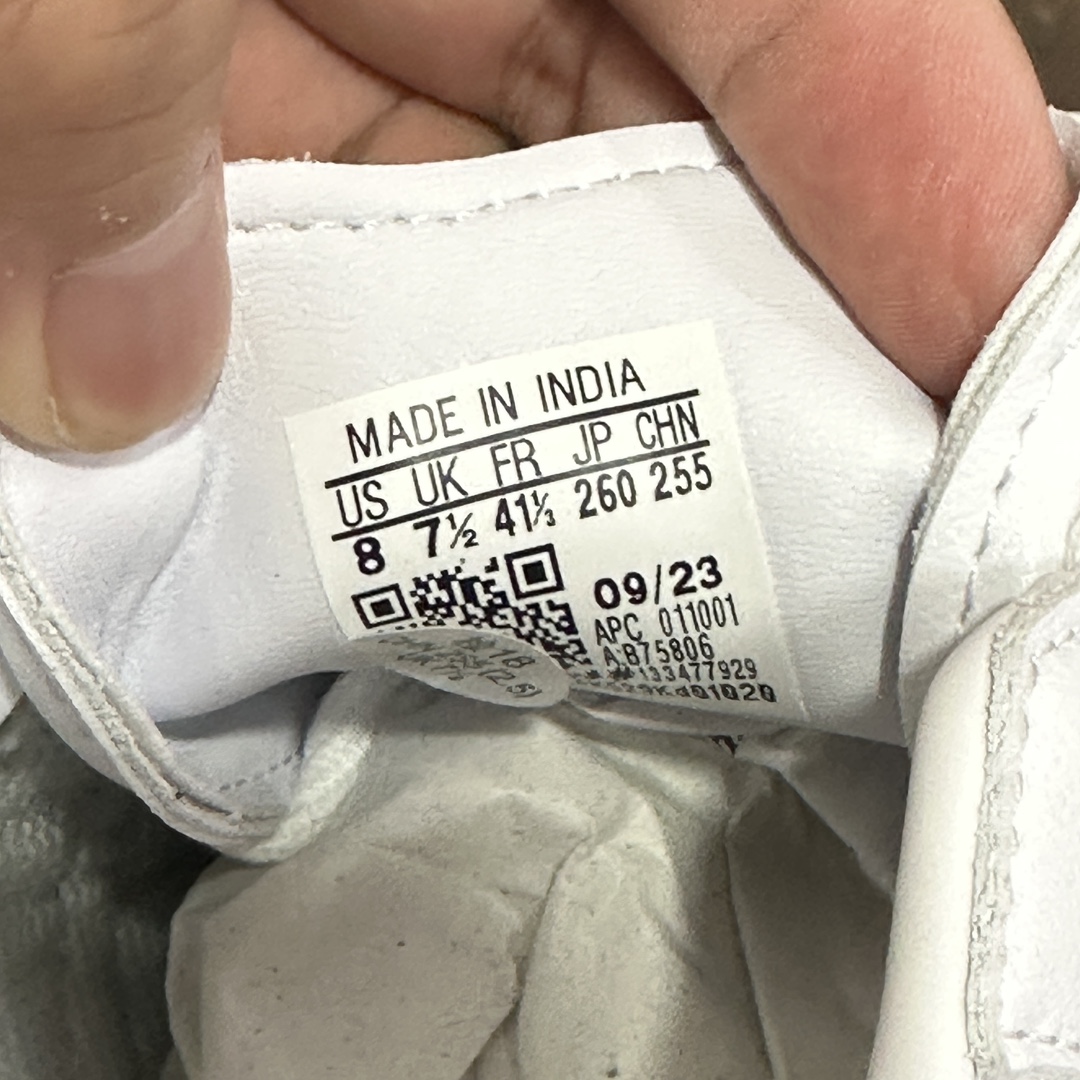 MADE IN INDIA
US UK FR JP CHN
8 7½ 41⅓ 260 255
09/23
APC 011001
A:B75806
133477929